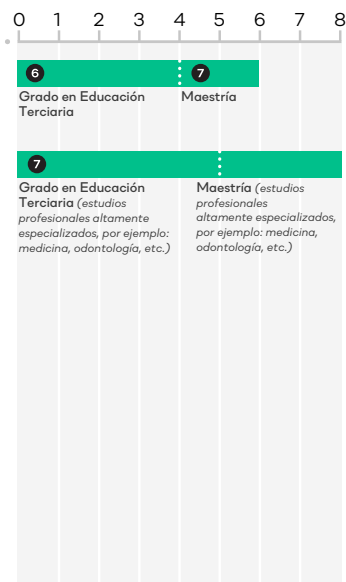 0 1 2 3 4 5 6 7 8
6 7
Grado en Educación
Terciaria
Maestría
7
Grado en Educación
Terciaria (estudios
profesionales altamente
especializados, por ejemplo:
medicina, odontología, etc.)
Maestría (estudios
profesionales
altamente especializados,
por ejemplo: medicina,
odontología, etc.)